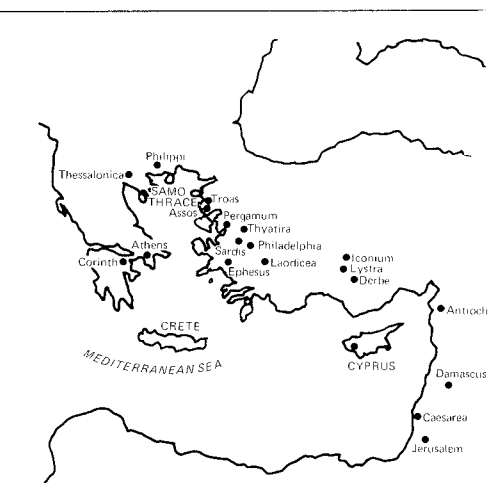 Philippi
Thessalonica
SAMO
THRACE
Troas
Assos
Pergamum
Thyatira
Athens
Sardis
Philadelphia
Corinth
Ephesus
Laodicea
Iconium
Lystra
Derbe
Antioch
CRETE
MEDITERRANEAN SEA
CYPRUS
Damascus
Caesarea
Jerusalem